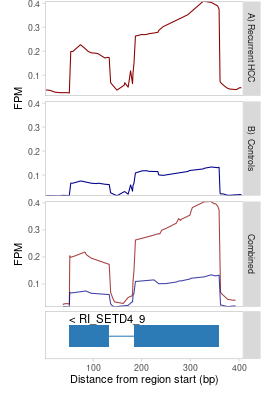 0.4
0.3
0.2
0.1
A) Recurrent HCC
FPM
0.4
0.3
0.2
0.1
B) Controls
0.4
0.3
0.2
0.1
Combined
FPM
< RI_SETD4_9
100 200 300 400
Distance from region start (bp)